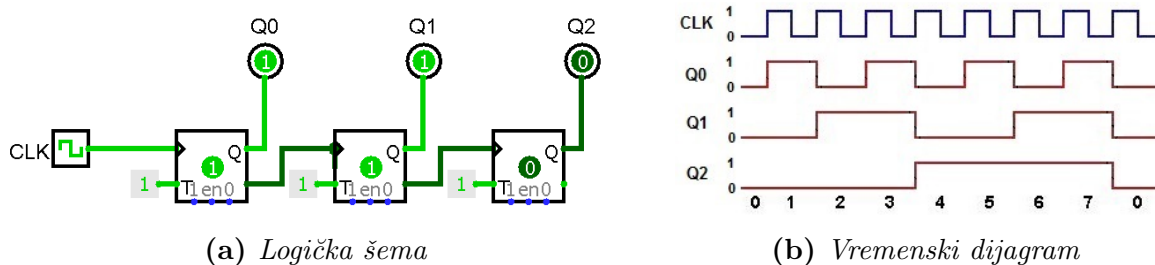 Q0 Q1 Q2
1 1 0
CLK Q Q Q
1 1 0
1 T 1 T 1 T
1en0 1en0 1en0
(a) Logička šema
CLK 1
0
Q0 1
0
Q1 1
0
Q2 1
0
0 1 2 3 4 5 6 7 0
(b) Vremenski dijagram